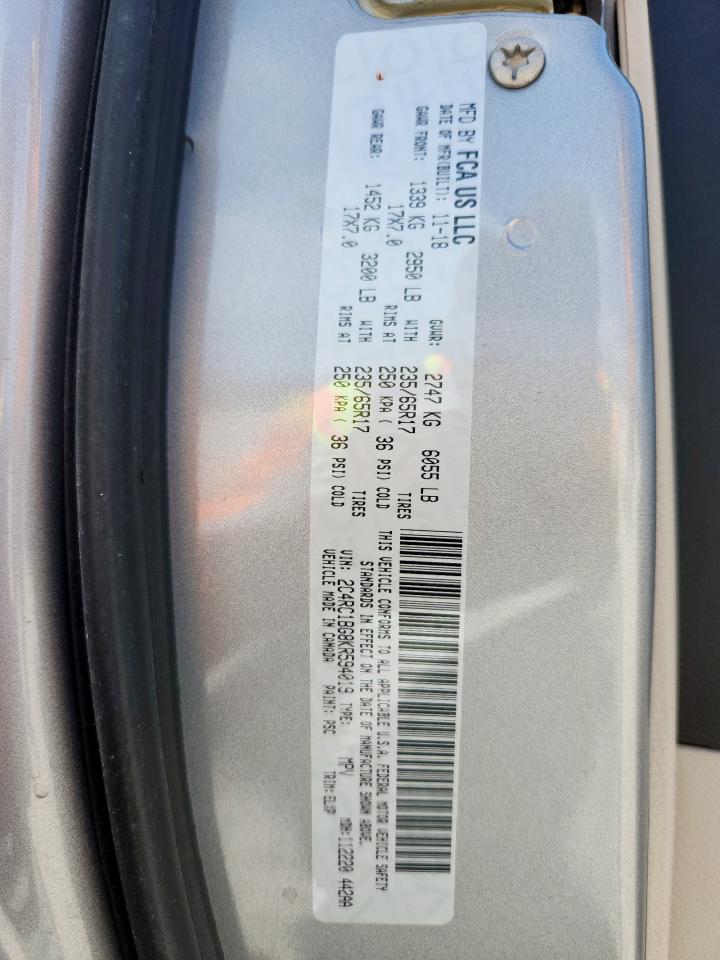 MFD BY FCA US LLC
DATE OF MFR(BUILT): 11-18 GVWR: 2747 KG 6055 LB
GAWR FRONT: 1339 KG 2950 LB WITH 235/65R17 TIRES
17X7.0 RIMS AT 250 KPA ( 36 PSI) COLD
GAWR REAR: 1452 KG 3200 LB WITH 235/65R17 TIRES
17X7.0 RIMS AT 250 KPA ( 36 PSI) COLD
THIS VEHICLE CONFORMS TO ALL APPLICABLE U.S.A. FEDERAL MOTOR VEHICLE SAFETY
STANDARDS IN EFFECT ON THE DATE OF MANUFACTURE SHOWN ABOVE.
VIN: 2C4RC1BG8KR594019 TYPE: MPV MDH:112220 442AA
VEHICLE MADE IN CANADA PAINT: PSC TRIM: